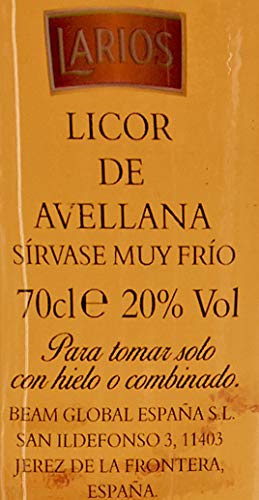 LARIOS
LICOR
DE
AVELLANA
SÍRVASE MUY FRÍO
70cl e 20% Vol
Para tomar solo
con hielo o combinado.
BEAM GLOBAL ESPAÑA S.L.
SAN ILDEFONSO 3, 11403
JEREZ DE LA FRONTERA,
ESPAÑA.